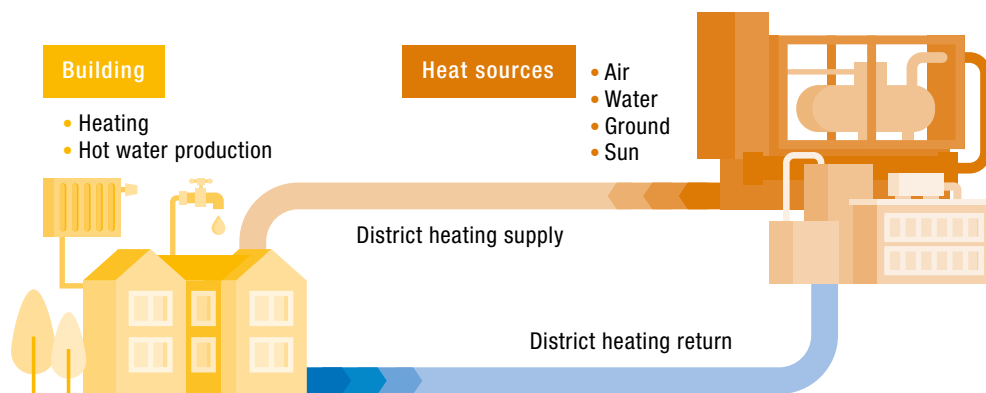 Building
• Heating
• Hot water production
Heat sources
• Air
• Water
• Ground
• Sun
District heating supply
District heating return